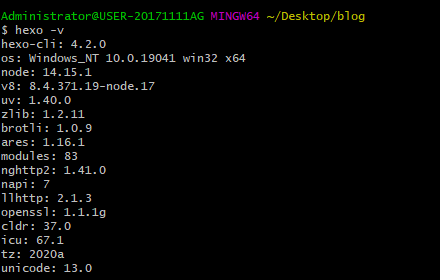 Administrator@USER-20171111AG MINGW64 ~/Desktop/blog
$ hexo -v
hexo-cli: 4.2.0
os: Windows_NT 10.0.19041 win32 x64
node: 14.15.1
v8: 8.4.371.19-node.17
uv: 1.40.0
zlib: 1.2.11
brotli: 1.0.9
ares: 1.16.1
modules: 83
nghttp2: 1.41.0
napi: 7
llhttp: 2.1.3
openssl: 1.1.1g
cldr: 37.0
icu: 67.1
tz: 2020a
unicode: 13.0